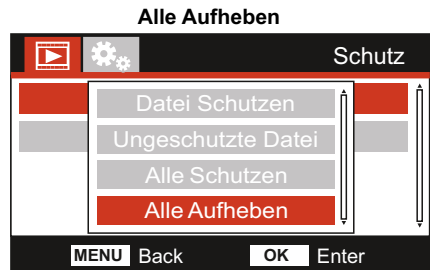 Alle Aufheben
Schutz
Datei Schutzen
Ungeschutzte Datei
Alle Schutzen
Alle Aufheben
MENU Back OK Enter